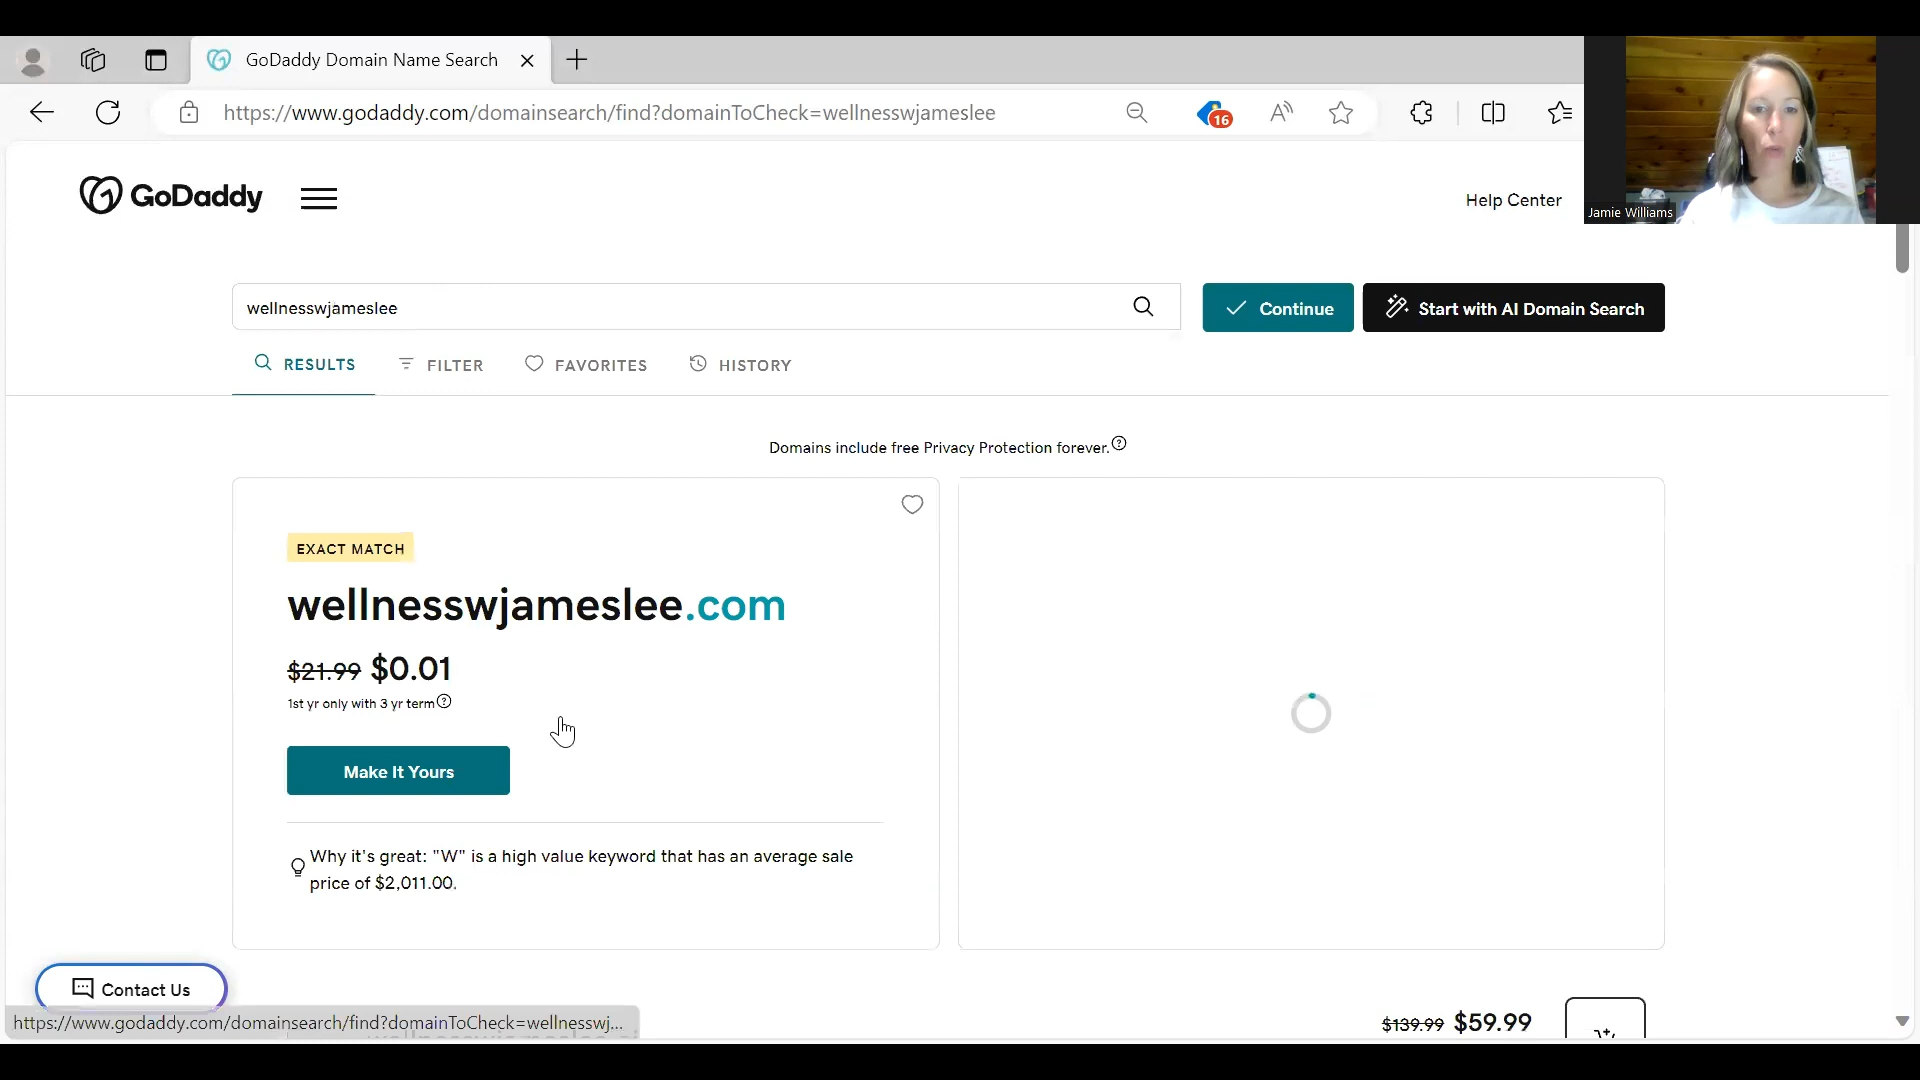 GoDaddy Domain Name Search
https://www.godaddy.com/domainsearch/find?domainToCheck=wellnesswjameslee
16
Jamie Williams
GoDaddy
Help Center
wellnesswjameslee
Continue
Start with AI Domain Search
RESULTS
FILTER
FAVORITES
HISTORY
Domains include free Privacy Protection forever.
EXACT MATCH
wellnesswjameslee.com
$21.99 $0.01
1st yr only with 3 yr term
Make It Yours
Why it's great: "W" is a high value keyword that has an average sale
price of $2,011.00.
Contact Us
https://www.godaddy.com/domainsearch/find?domainToCheck=wellnesswj...
$139.99 $59.99